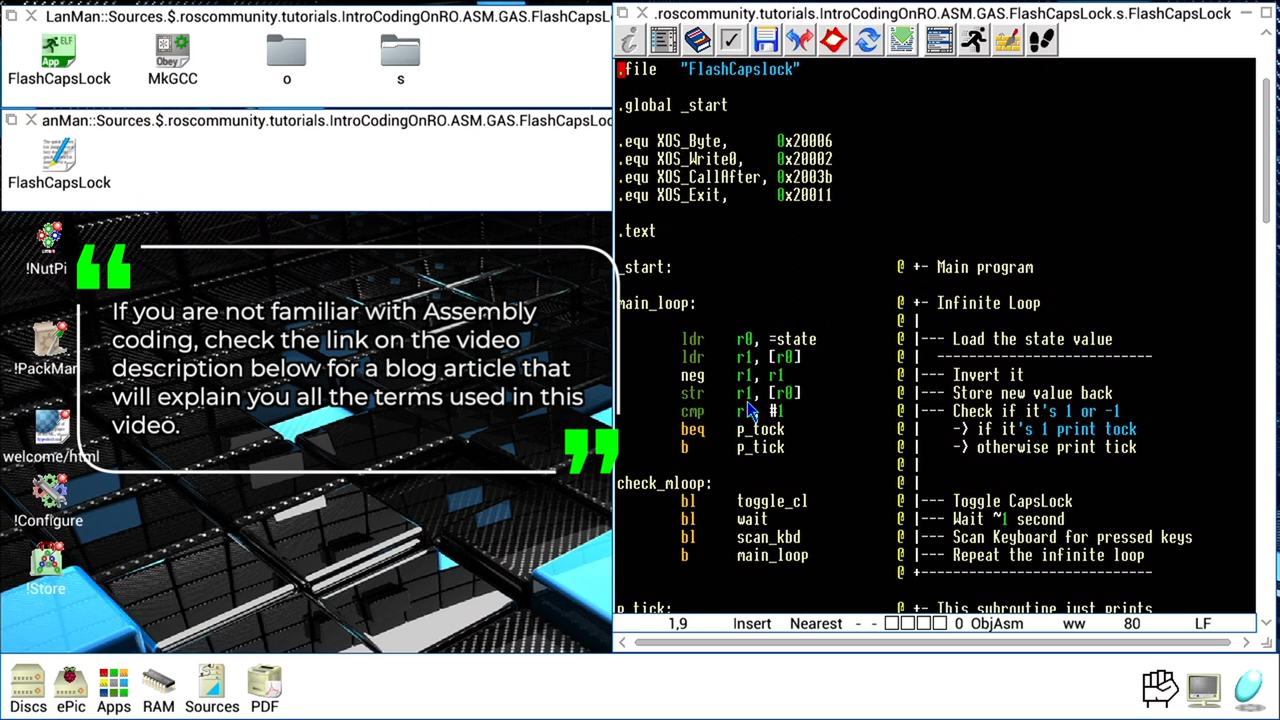 LanMan::Sources.$.roscommunity.tutorials.IntroCodingOnRO.ASM.GAS.FlashCapsLo
FlashCapsLock
MkGCC
o
s
anMan::Sources.$.roscommunity.tutorials.IntroCodingOnRO.ASM.GAS.FlashCapsLo
FlashCapsLock
!NutPi
!PackMan
welcome/html
!Configure
!Store
If you are not familiar with Assembly
coding, check the link on the video
description below for a blog article that
will explain you all the terms used in this
video.
.roscommunity.tutorials.IntroCodingOnRO.ASM.GAS.FlashCapsLock.s.FlashCapsLock
.file "FlashCapslock"
.global _start
.equ XOS_Byte, 0x20006
.equ XOS_Write0, 0x20002
.equ XOS_CallAfter, 0x2003b
.equ XOS_Exit, 0x20011
.text
_start: @ +- Main program
main_loop: @ +- Infinite Loop
@ |
ldr r0, =state @ |--- Load the state value
ldr r1, [r0] @ | ------------------------
neg r1, r1 @ |--- Invert it
str r1, [r0] @ |--- Store new value back
cmp #1 @ |--- Check if it's 1 or -1
beq p_tock @ | -> if it's 1 print tock
b p_tick @ | -> otherwise print tick
@ |
check_mloop: @ |
bl toggle_cl @ |--- Toggle CapsLock
bl wait @ |--- Wait ~1 second
bl scan_kbd @ |--- Scan Keyboard for pressed keys
b main_loop @ |--- Repeat the infinite loop
@ +---------------------------
p_tick: @ +- This subroutine just prints
1,9 Insert Nearest - - 0 ObjAsm ww 80 LF
Discs
ePic
Apps
RAM
Sources
PDF